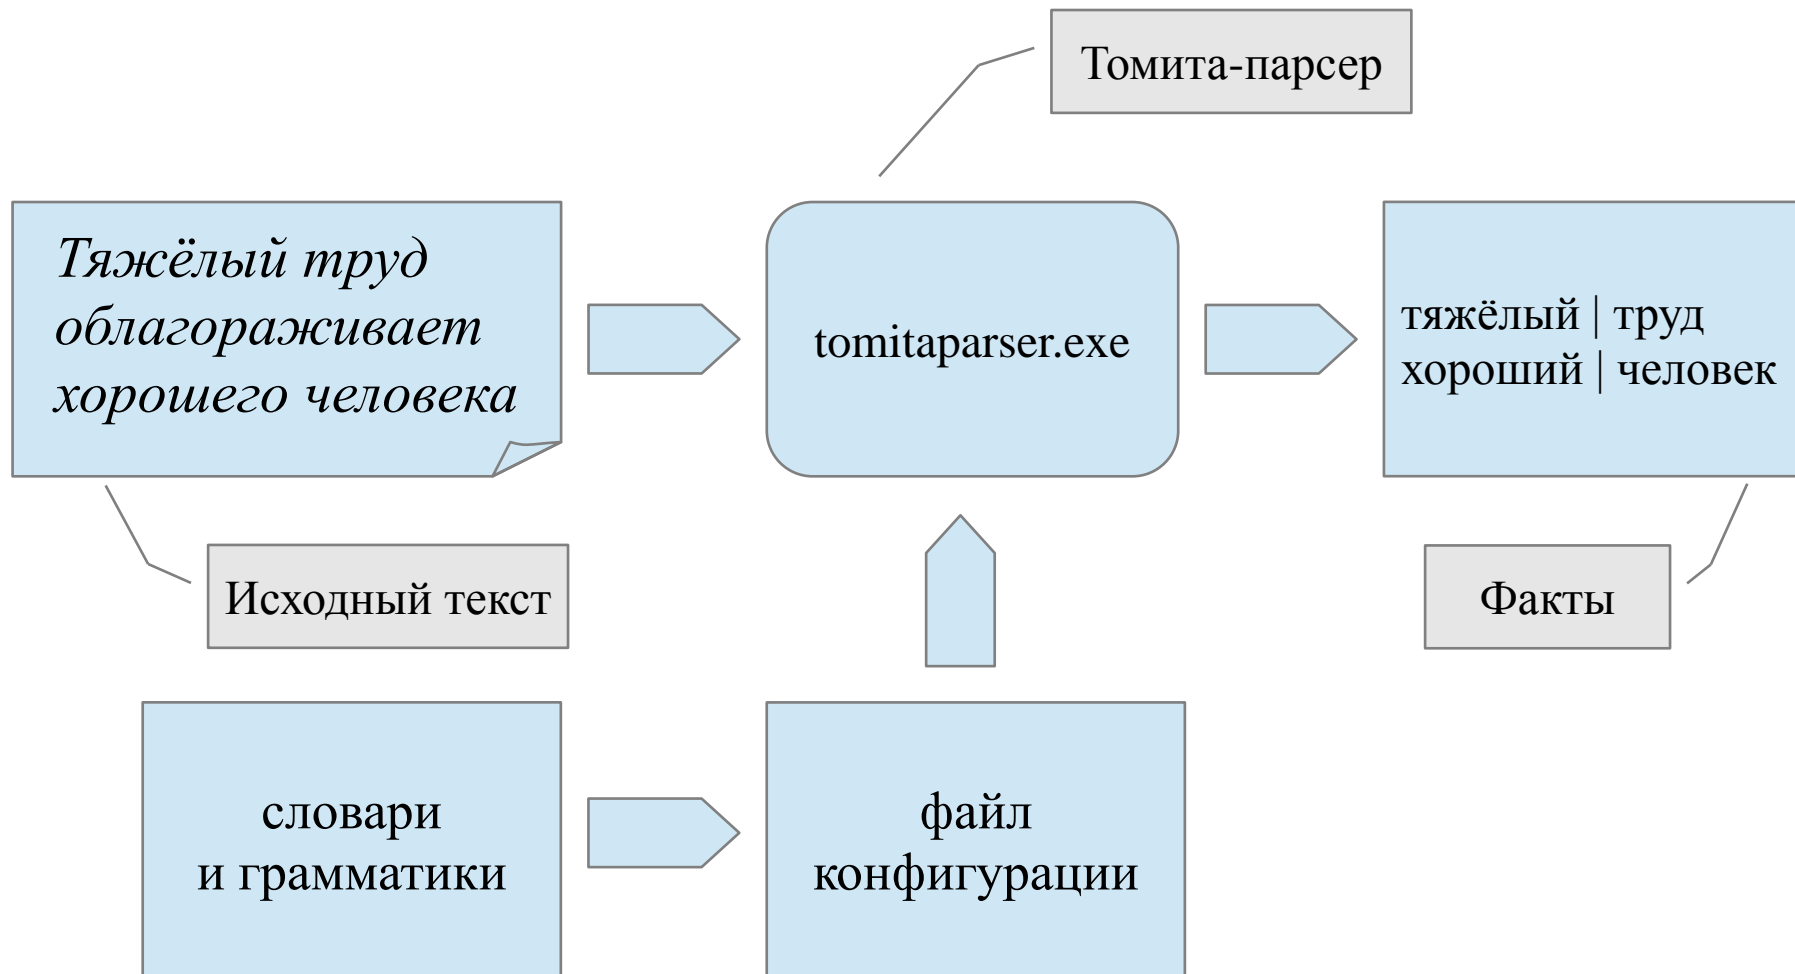 Томита-парсер
Тяжёлый труд
облагораживает
хорошего человека
tomitaparser.exe
тяжёлый | труд
хороший | человек
Исходный текст
Факты
словари
и грамматики
файл
конфигурации